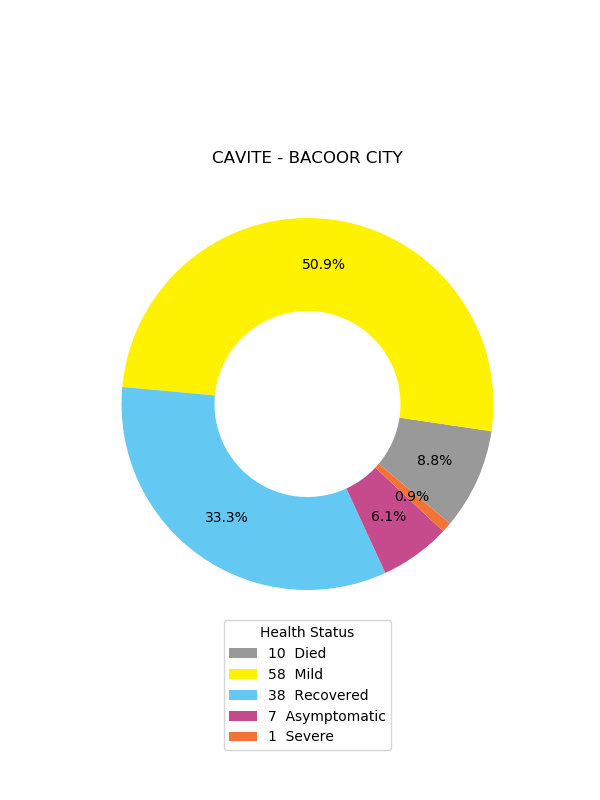 CAVITE - BACOOR CITY
50.9%
8.8%
0.9%
6.1%
33.3%
Health Status
10 Died
58 Mild
38 Recovered
7 Asymptomatic
1 Severe